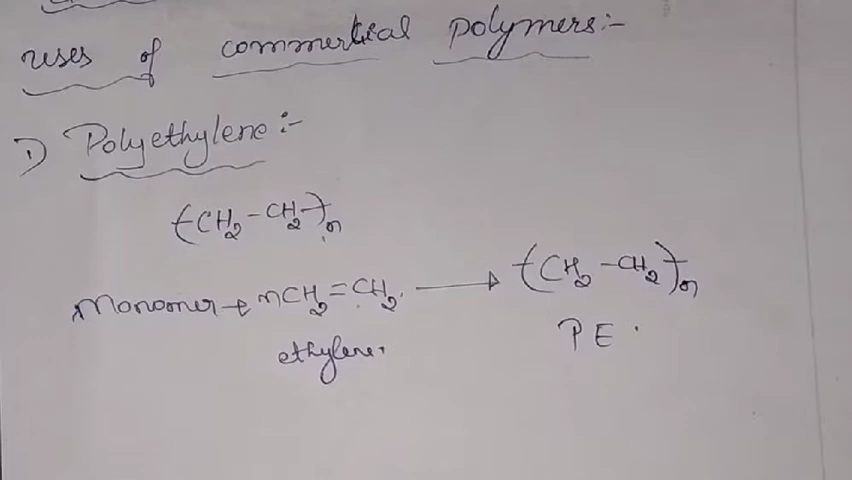 uses of commertial polymers:-
1) Polyethylene:-
(CH2-CH2)n
Monomer → nCH2=CH2. → (CH2-CH2)n
ethylene.
PE.